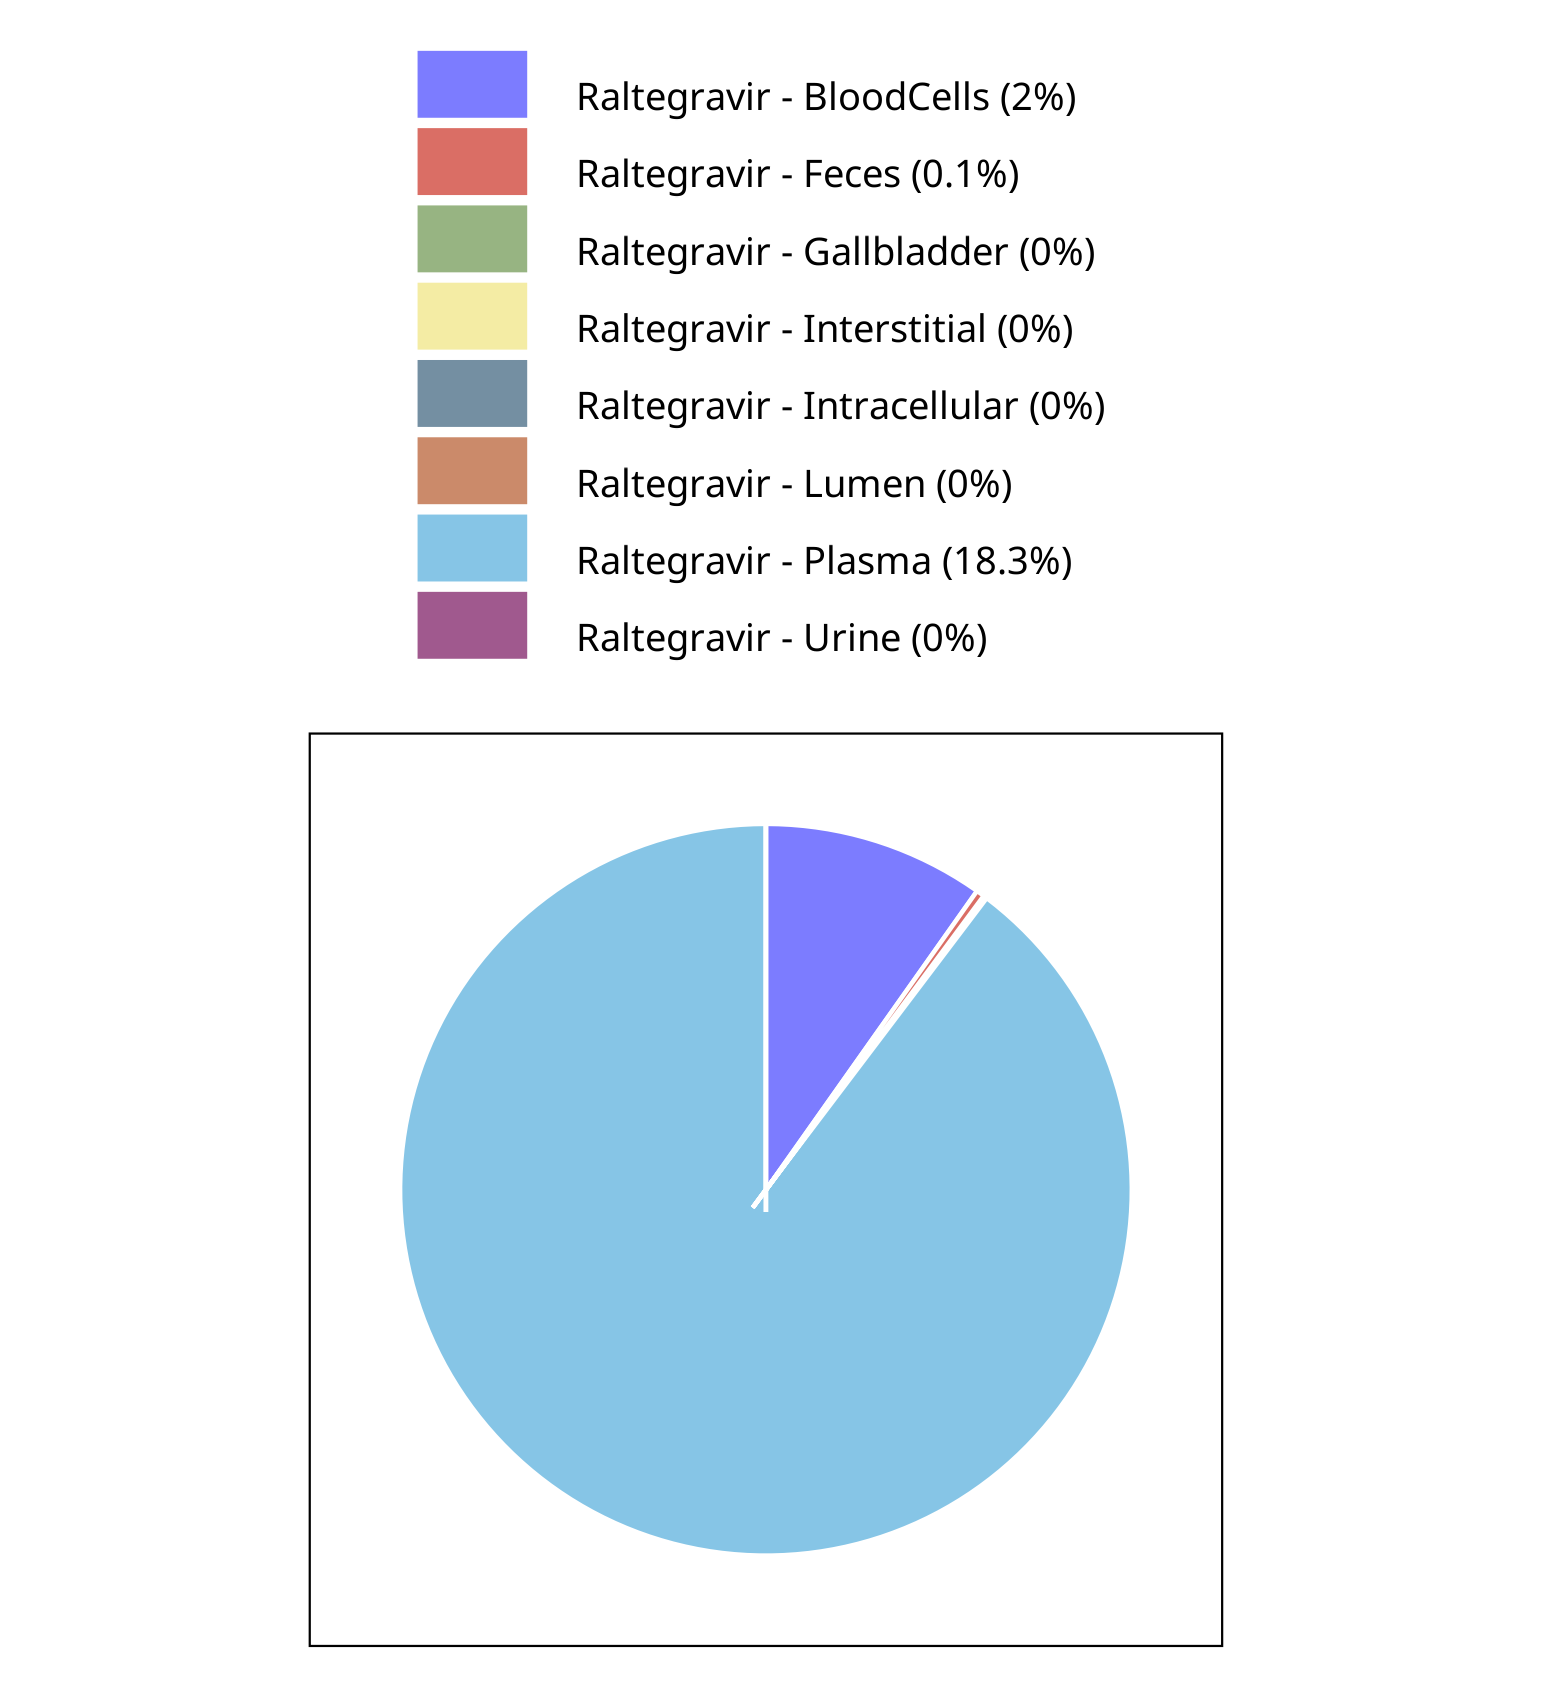 Raltegravir - BloodCells (2%)
Raltegravir - Feces (0.1%)
Raltegravir - Gallbladder (0%)
Raltegravir - Interstitial (0%)
Raltegravir - Intracellular (0%)
Raltegravir - Lumen (0%)
Raltegravir - Plasma (18.3%)
Raltegravir - Urine (0%)